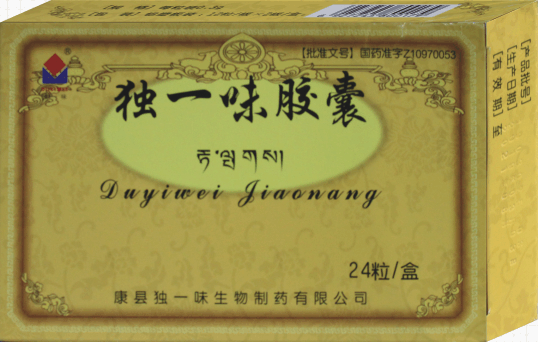 【批准文号】国药准字Z10970053
独一味胶囊
Duyiwei Jiaonang
24粒/盒
康县独一味生物制药有限公司
[产品批号]
[生产日期]
[有效期]至